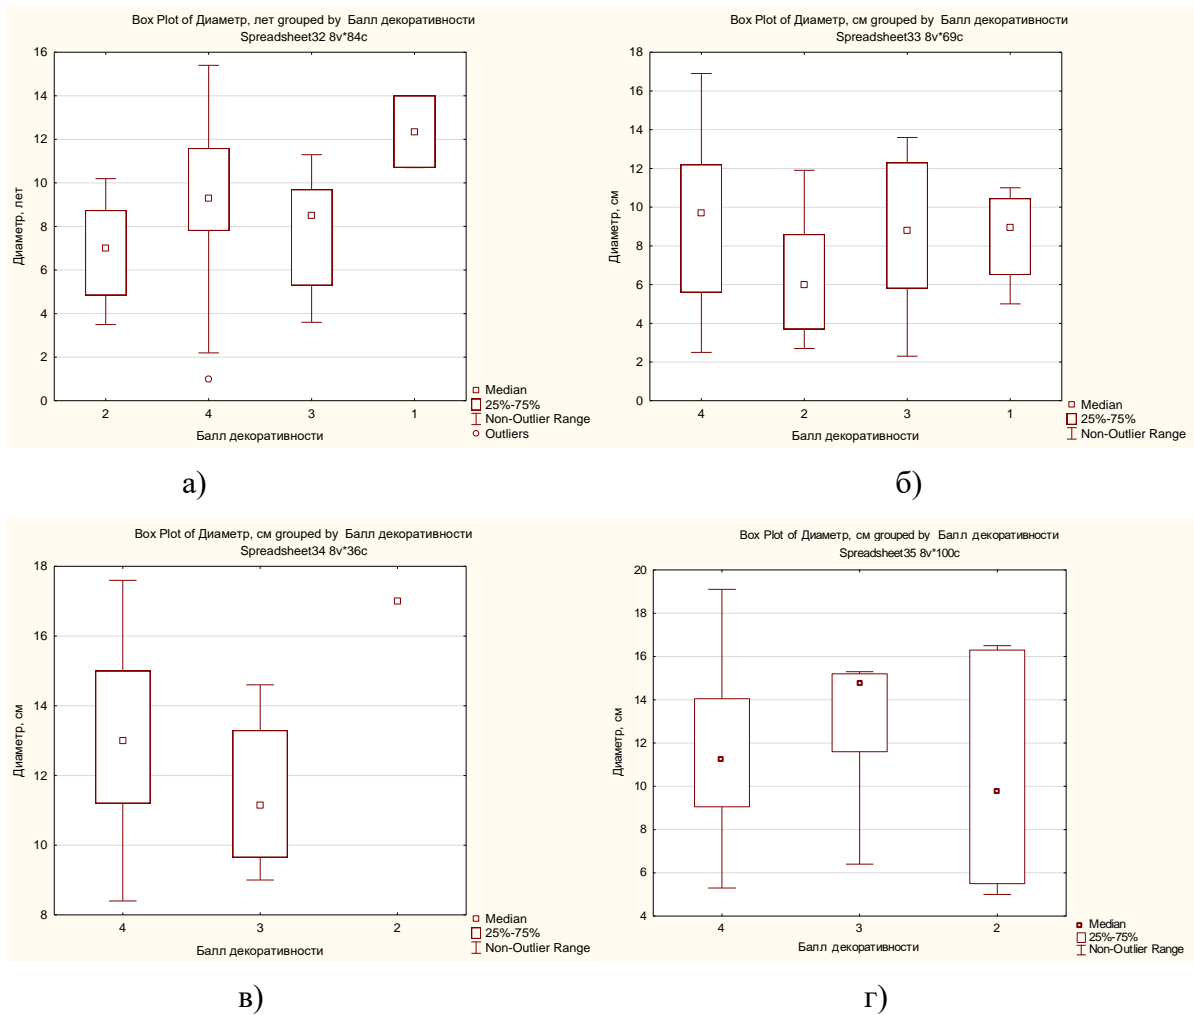 Box Plot of Диаметр, лет grouped by Балл декоративности
Spreadsheet32 8v*84c
16
14
12
10
8
6
4
2
0
Диаметр, лет
2 4 3 1
Балл декоративности
Median
25%-75%
Non-Outlier Range
Outliers
а)
Box Plot of Диаметр, см grouped by Балл декоративности
Spreadsheet33 8v*69c
18
16
14
12
10
8
6
4
2
0
Диаметр, см
4 2 3 1
Балл декоративности
Median
25%-75%
Non-Outlier Range
б)
Box Plot of Диаметр, см grouped by Балл декоративности
Spreadsheet34 8v*36c
18
16
14
12
10
8
Диаметр, см
4 3 2
Балл декоративности
Median
25%-75%
Non-Outlier Range
в)
Box Plot of Диаметр, см grouped by Балл декоративности
Spreadsheet35 8v*100c
20
18
16
14
12
10
8
6
4
Диаметр, см
4 3 2
Балл декоративности
Median
25%-75%
Non-Outlier Range
г)